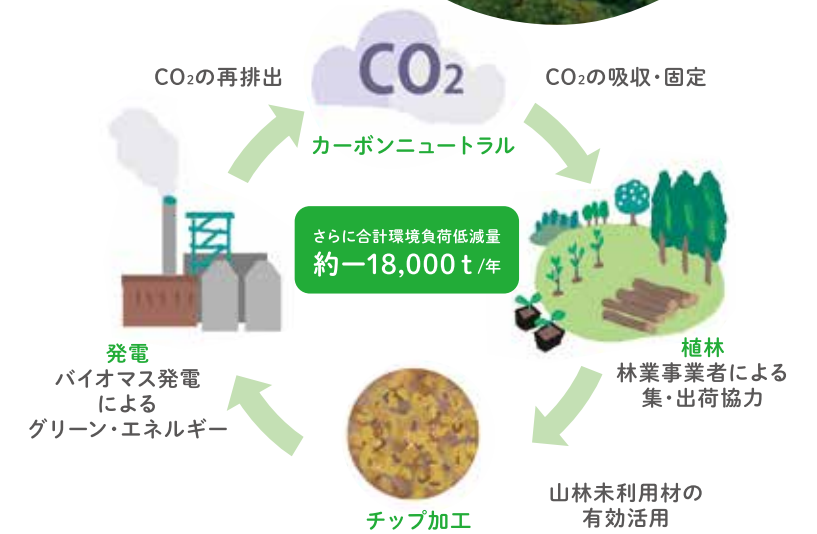 CO2
CO2の再排出
CO2の吸収・固定
カーボンニュートラル
さらに合計環境負荷低減量
約ー18,000t/年
発電
バイオマス発電
による
グリーン・エネルギー
植林
林業事業者による
集・出荷協力
チップ加工
山林未利用材の
有効活用